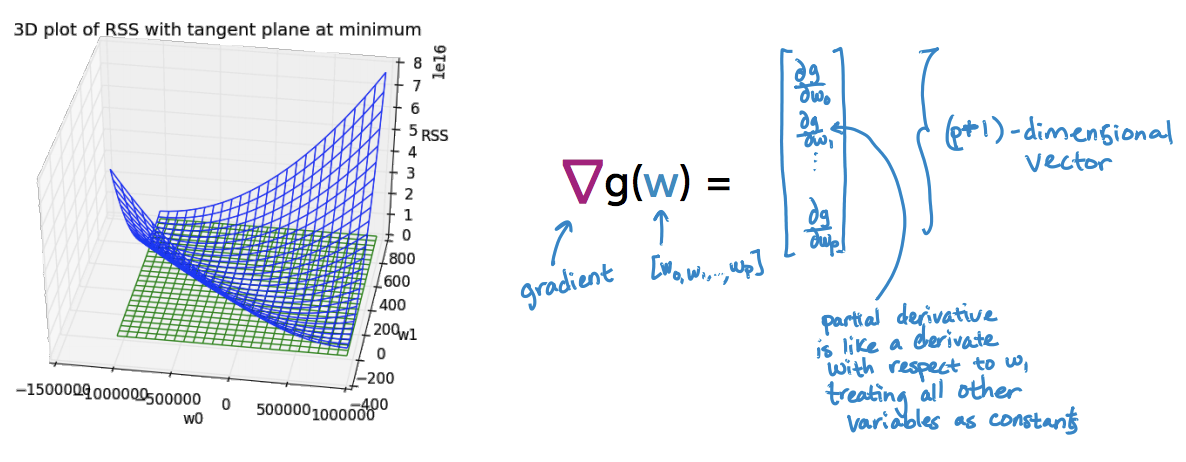 3D plot of RSS with tangent plane at minimum
1e16
8
7
6
5
4
3
2
1
0
RSS
800
600
400
200
0
−200
−400
w1
−1500000
−1000000
−500000
0
500000
1000000
w0
∇g(w) =
gradient
[w₀,w₁,...,wₚ]
∂g/∂w₀
∂g/∂w₁
⋮
∂g/∂wₚ
(p+1)-dimensional
vector
partial derivative
is like a derivate
with respect to w₁
treating all other
variables as constants